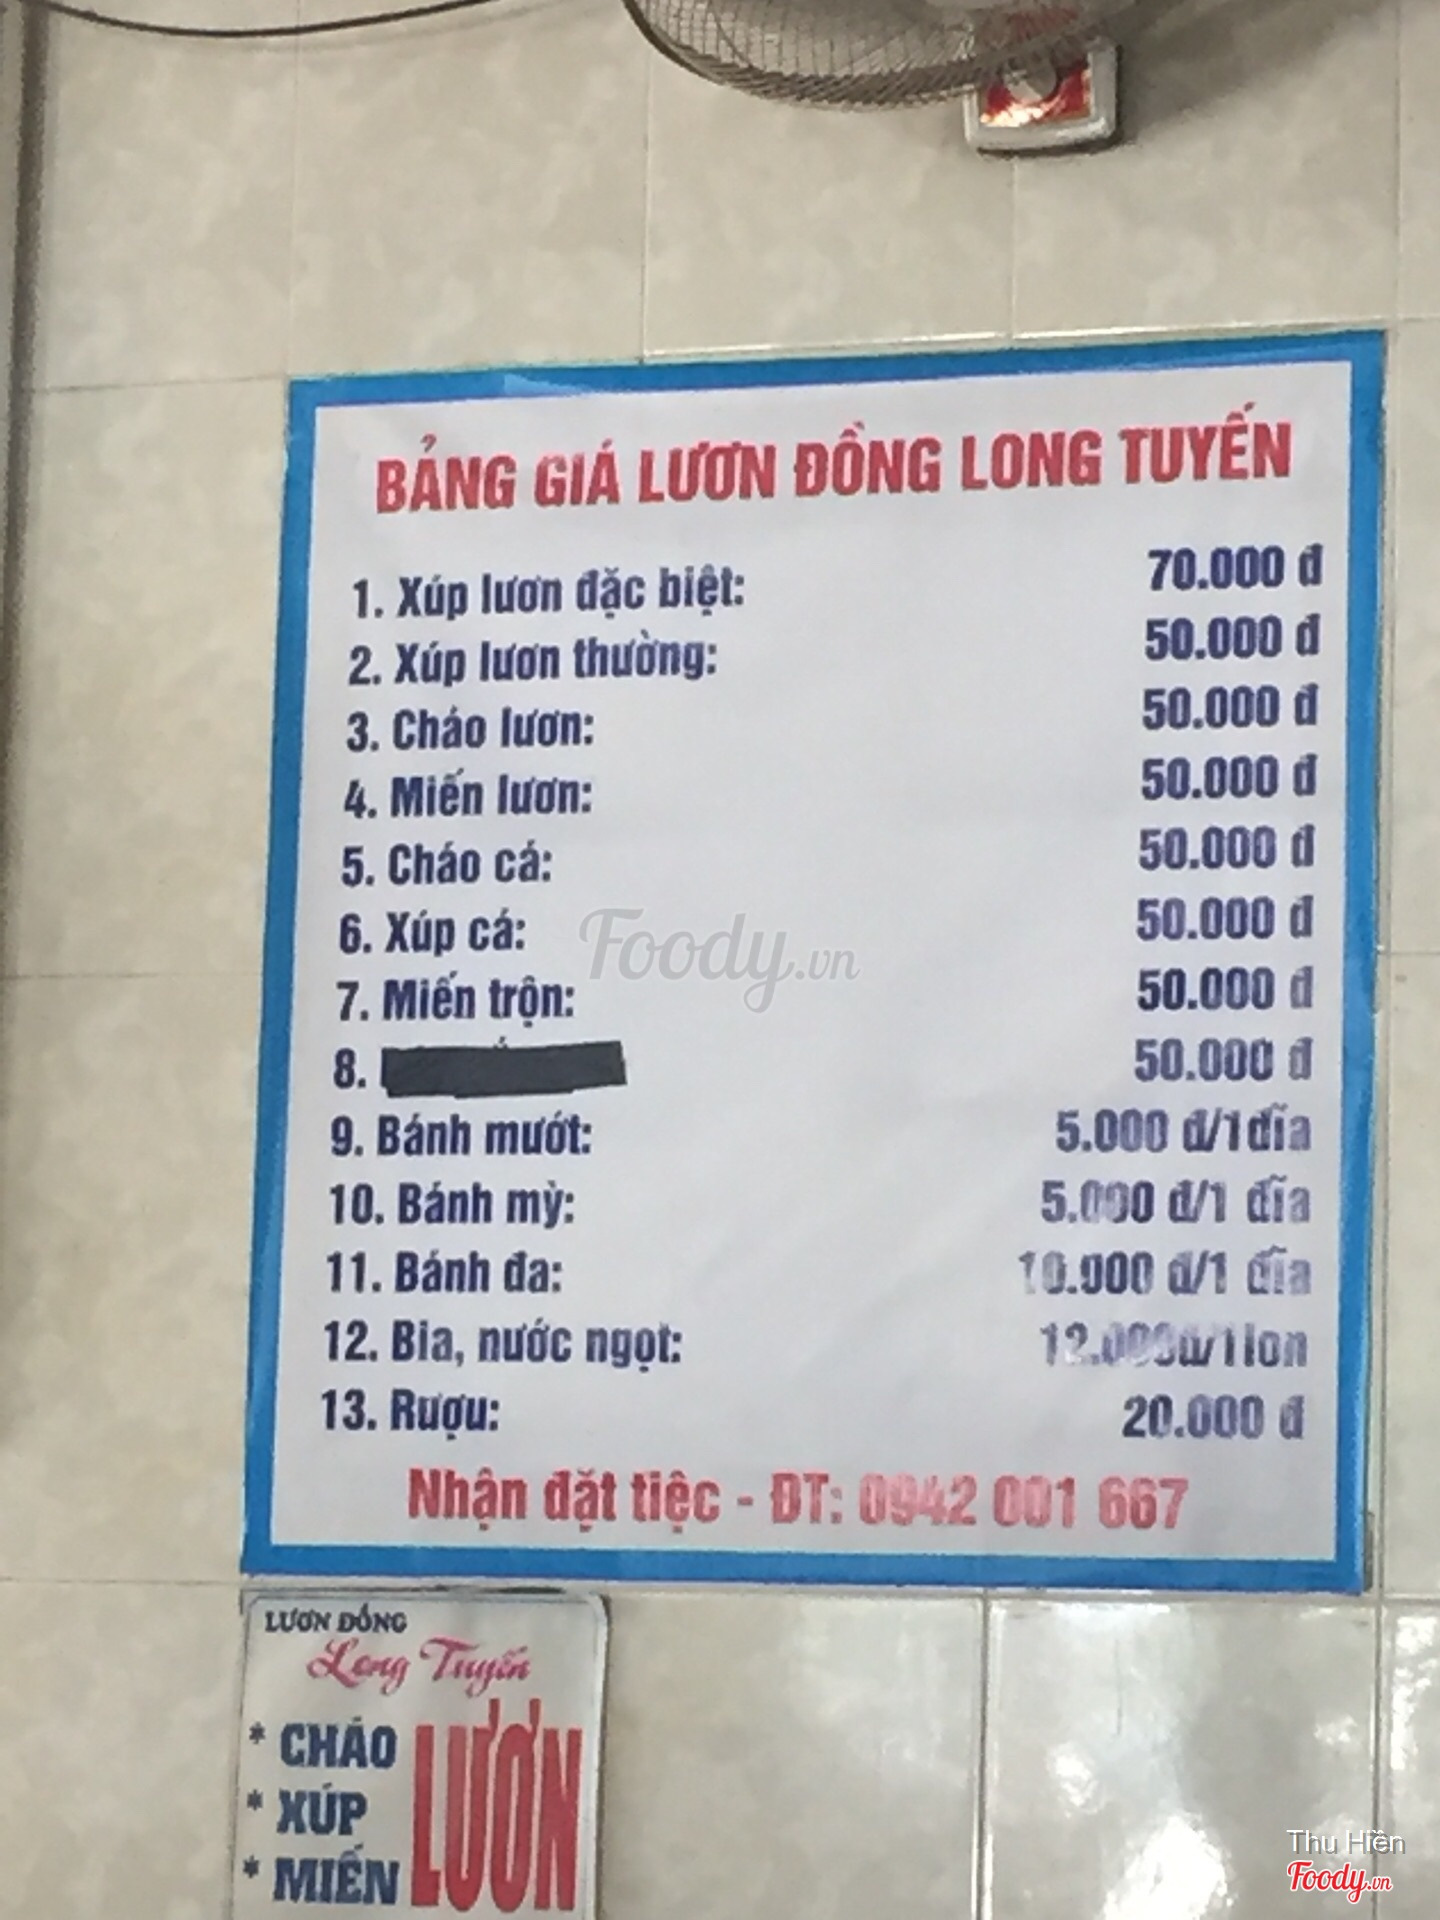 BẢNG GIÁ LƯƠN ĐỒNG LONG TUYẾN
1. Xúp lươn đặc biệt: 70.000 đ
2. Xúp lươn thường: 50.000 đ
3. Cháo lươn: 50.000 đ
4. Miến lươn: 50.000 đ
5. Cháo cá: 50.000 đ
6. Xúp cá: 50.000 đ
7. Miến trộn: 50.000 đ
8. 50.000 đ
9. Bánh mướt: 5.000 đ/1đĩa
10. Bánh mỳ: 5.000 đ/1 đĩa
11. Bánh đa: 10.000 đ/1 đĩa
12. Bia, nước ngọt: 12.000đ/1lon
13. Rượu: 20.000 đ
Nhận đặt tiệc - ĐT: 0942 001 667
Foody.vn
LƯƠN ĐỒNG
Long Tuyến
* CHÁO
* XÚP
* MIẾN
LƯƠN
Thu Hiền
Foody.vn